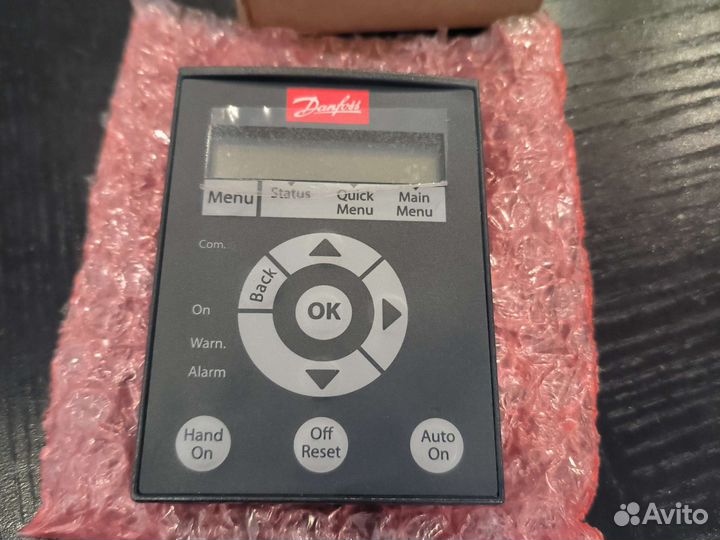 Danfoss
Menu
Status
Quick
Menu
Main
Menu
Com.
Back
OK
On
Warn.
Alarm
Hand
On
Off
Reset
Auto
On
Avito